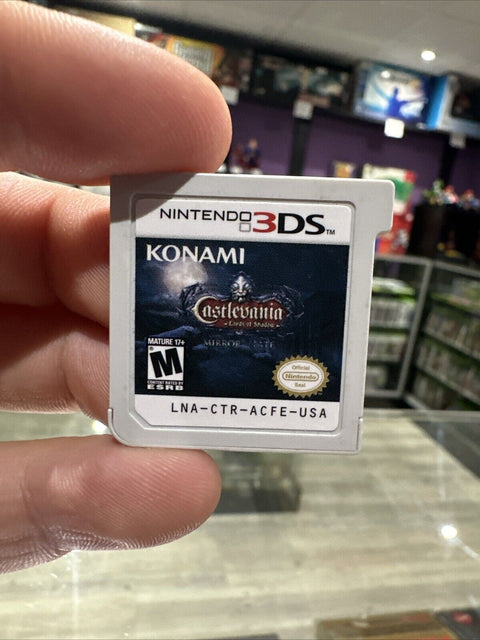 NINTENDO 3DS™
KONAMI
Castlevania
Lords of Shadow
MIRROR OF FATE
MATURE 17+
M
CONTENT RATED BY
ESRB
Official
Nintendo
Seal
LNA-CTR-ACFE-USA